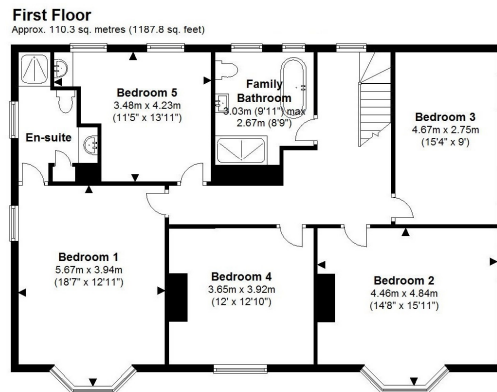 First Floor
Approx. 110.3 sq. metres (1187.8 sq. feet)
Bedroom 5
3.48m x 4.23m
(11'5" x 13'11")
Family
Bathroom
3.03m (9'11") max
2.67m (8'9")
Bedroom 3
4.67m x 2.75m
(15'4" x 9')
En-suite
Bedroom 1
5.67m x 3.94m
(18'7" x 12'11")
Bedroom 4
3.65m x 3.92m
(12' x 12'10")
Bedroom 2
4.46m x 4.84m
(14'8" x 15'11")